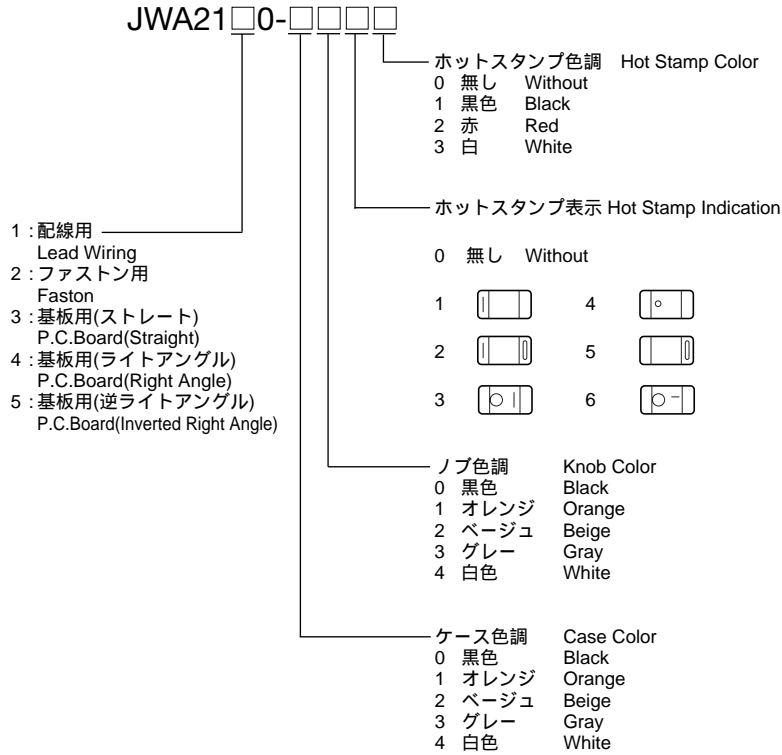 JWA21□0-□□□□
ホットスタンプ色調 Hot Stamp Color
0 無し Without
1 黒色 Black
2 赤 Red
3 白 White
ホットスタンプ表示 Hot Stamp Indication
0 無し Without
1 4
2 5
3 6
1 :配線用
Lead Wiring
2 :ファストン用
Faston
3 :基板用(ストレート)
P.C.Board(Straight)
4 :基板用(ライトアングル)
P.C.Board(Right Angle)
5 :基板用(逆ライトアングル)
P.C.Board(Inverted Right Angle)
ノブ色調 Knob Color
0 黒色 Black
1 オレンジ Orange
2 ベージュ Beige
3 グレー Gray
4 白色 White
ケース色調 Case Color
0 黒色 Black
1 オレンジ Orange
2 ベージュ Beige
3 グレー Gray
4 白色 White